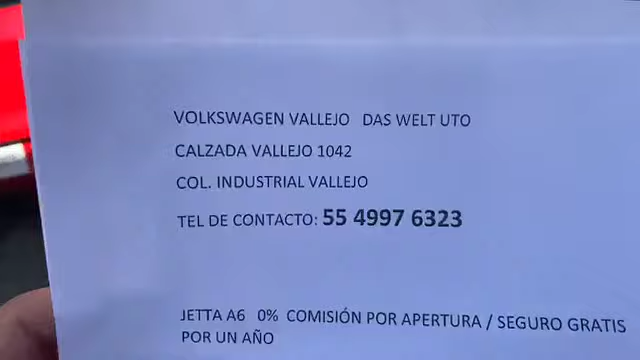 VOLKSWAGEN VALLEJO DAS WELT UTO
CALZADA VALLEJO 1042
COL. INDUSTRIAL VALLEJO
TEL DE CONTACTO: 55 4997 6323
JETTA A6 0% COMISIÓN POR APERTURA / SEGURO GRATIS
POR UN AÑO